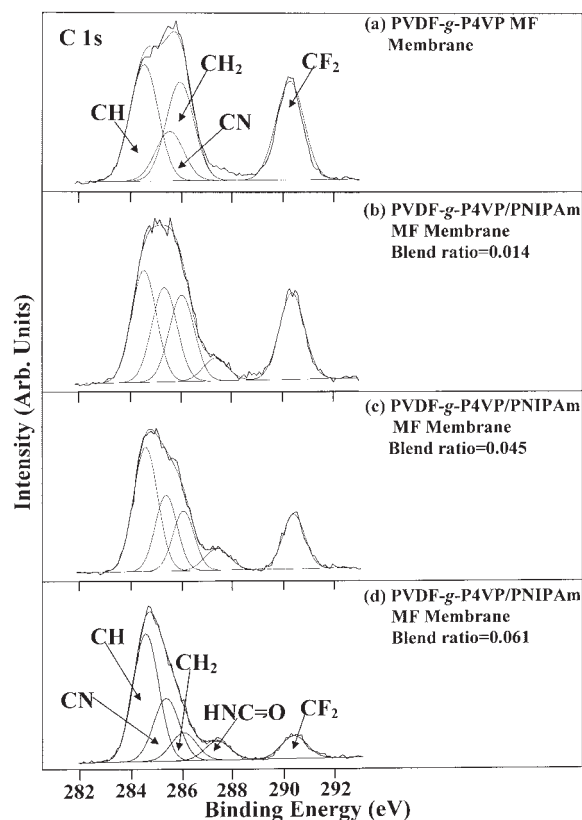 C 1s
(a) PVDF-g-P4VP MF
Membrane
CH₂
CF₂
CH
CN
(b) PVDF-g-P4VP/PNIPAm
MF Membrane
Blend ratio=0.014
(c) PVDF-g-P4VP/PNIPAm
MF Membrane
Blend ratio=0.045
(d) PVDF-g-P4VP/PNIPAm
MF Membrane
Blend ratio=0.061
CH
CH₂
CN
HNC=O
CF₂
282 284 286 288 290 292
Binding Energy (eV)
Intensity (Arb. Units)